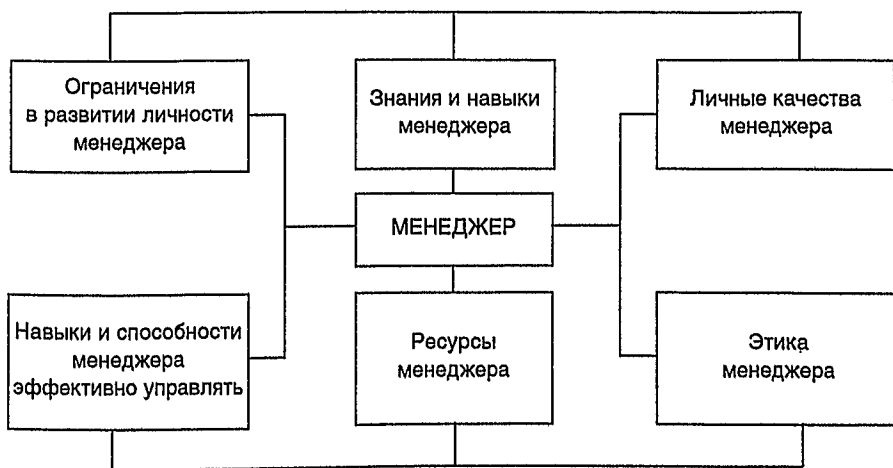 Ограничения
в развитии личности
менеджера
Знания и навыки
менеджера
Личные качества
менеджера
МЕНЕДЖЕР
Навыки и способности
менеджера
эффективно управлять
Ресурсы
менеджера
Этика
менеджера